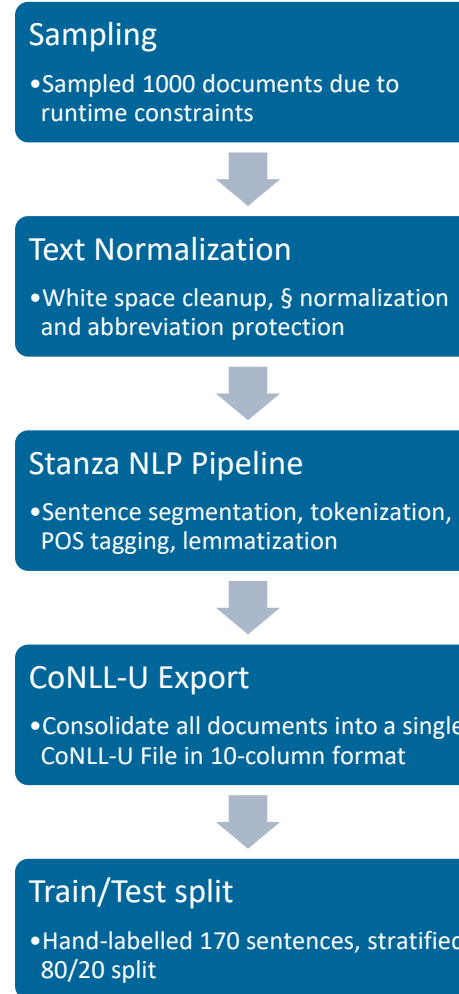 Sampling
•Sampled 1000 documents due to
runtime constraints
Text Normalization
•White space cleanup, § normalization
and abbreviation protection
Stanza NLP Pipeline
•Sentence segmentation, tokenization,
POS tagging, lemmatization
CoNLL-U Export
•Consolidate all documents into a single
CoNLL-U File in 10-column format
Train/Test split
•Hand-labelled 170 sentences, stratified
80/20 split